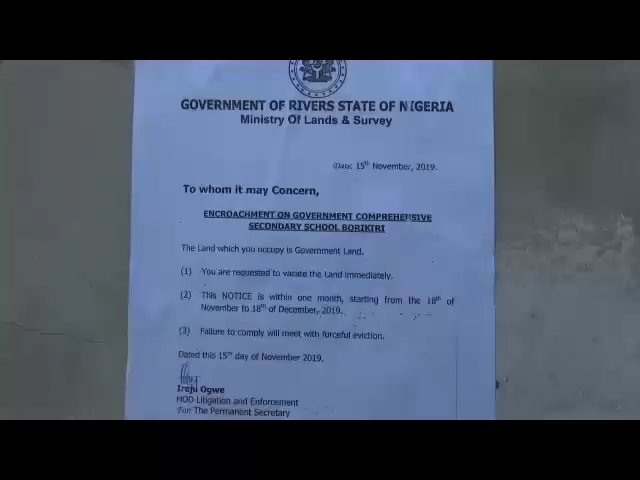 GOVERNMENT OF RIVERS STATE OF NIGERIA
Ministry Of Lands & Survey
Date: 15th November, 2019.
To whom it may Concern,
ENCROACHMENT ON GOVERNMENT COMPREHENSIVE
SECONDARY SCHOOL BORIKIRI
The Land which you occupy is Government Land.
(1) You are requested to vacate the Land immediately.
(2) This NOTICE is within one month, starting from the 18th of
November to 18th of December, 2019.
(3) Failure to comply will meet with forceful eviction.
Dated this 15th day of November 2019.
Ireju Ogwe
HOD Litigation and Enforcement
For: The Permanent Secretary